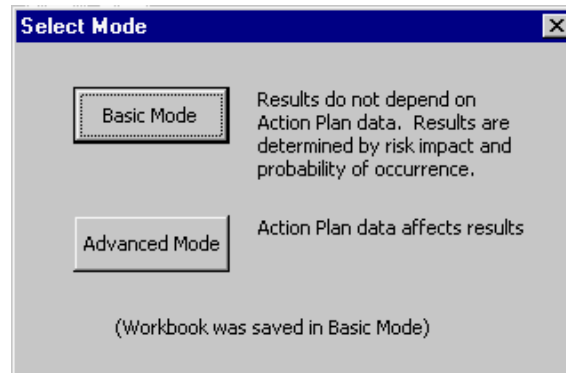 Select Mode
Basic Mode
Results do not depend on
Action Plan data. Results are
determined by risk impact and
probability of occurrence.
Advanced Mode
Action Plan data affects results
(Workbook was saved in Basic Mode)